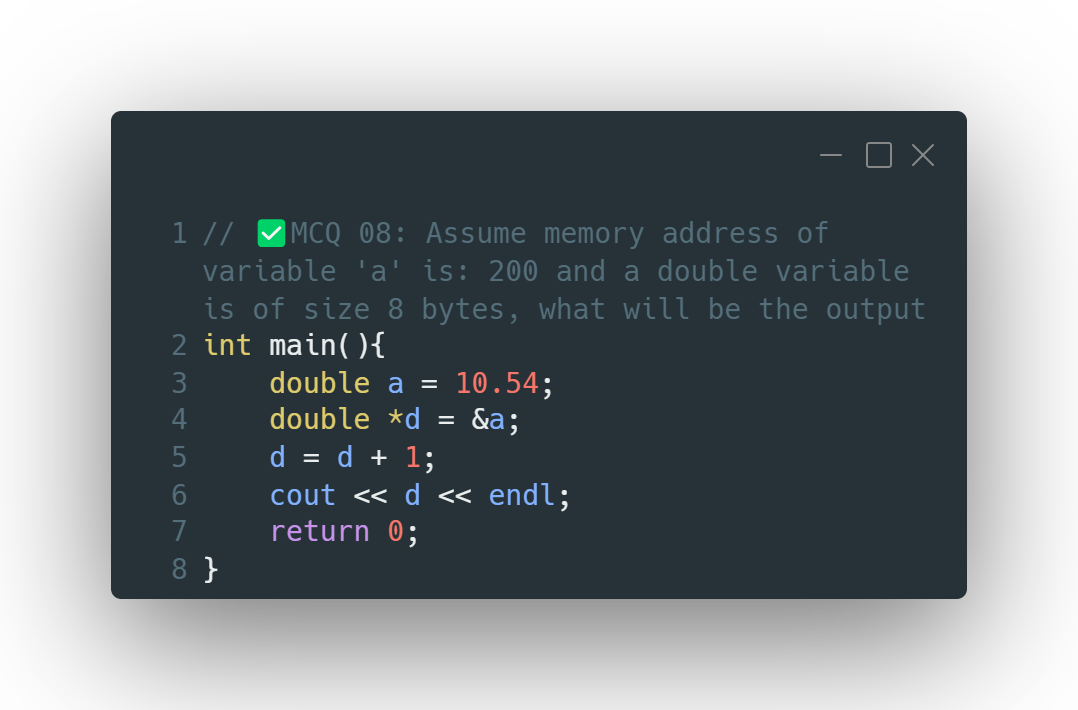 1 // ✅MCQ 08: Assume memory address of
variable 'a' is: 200 and a double variable
is of size 8 bytes, what will be the output
2 int main(){
3     double a = 10.54;
4     double *d = &a;
5     d = d + 1;
6     cout << d << endl;
7     return 0;
8 }